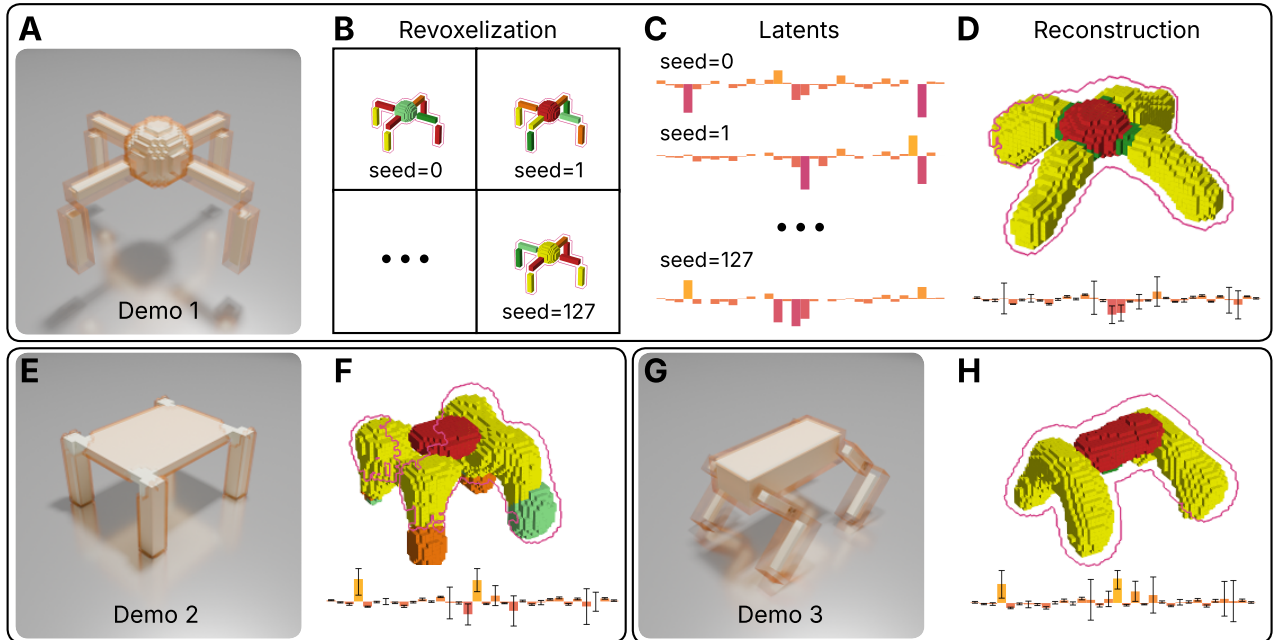 A
Demo 1
B
Revoxelization
seed=0
seed=1
...
seed=127
C
Latents
seed=0
seed=1
...
seed=127
D
Reconstruction
E
Demo 2
F
G
Demo 3
H